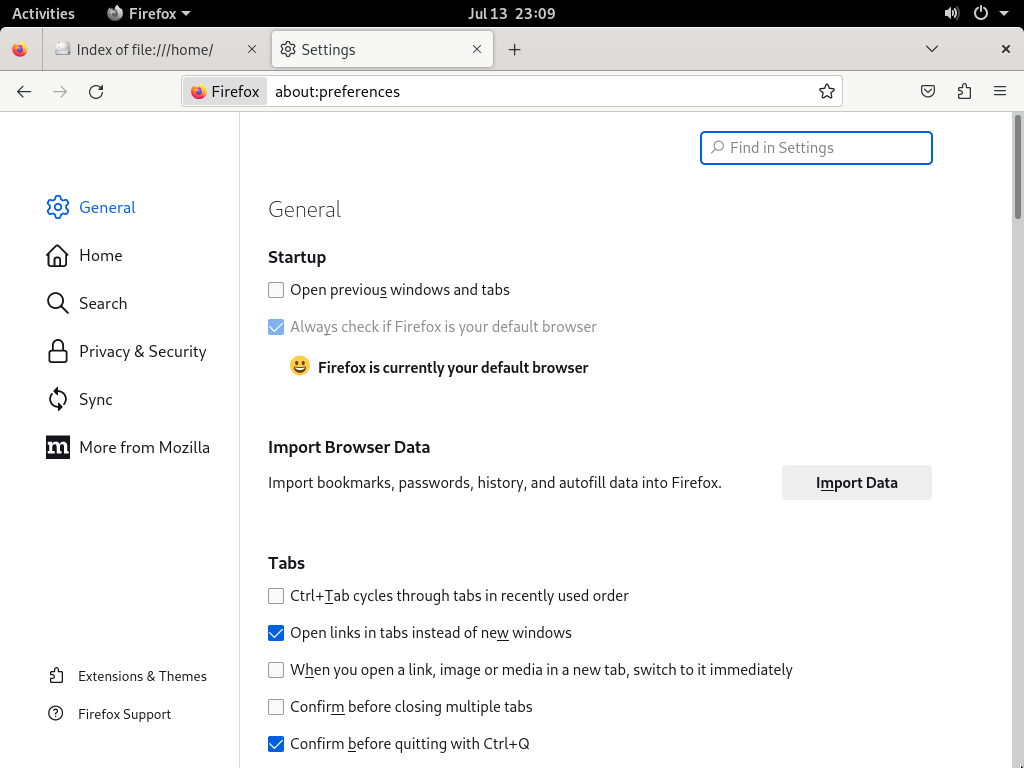 Activities Firefox Jul 13 23:09
Index of file:///home/ Settings
Firefox about:preferences
Find in Settings
General
Home
Search
Privacy & Security
Sync
m More from Mozilla
Extensions & Themes
Firefox Support
General
Startup
Open previous windows and tabs
Always check if Firefox is your default browser
Firefox is currently your default browser
Import Browser Data
Import bookmarks, passwords, history, and autofill data into Firefox. Import Data
Tabs
Ctrl+Tab cycles through tabs in recently used order
Open links in tabs instead of new windows
When you open a link, image or media in a new tab, switch to it immediately
Confirm before closing multiple tabs
Confirm before quitting with Ctrl+Q